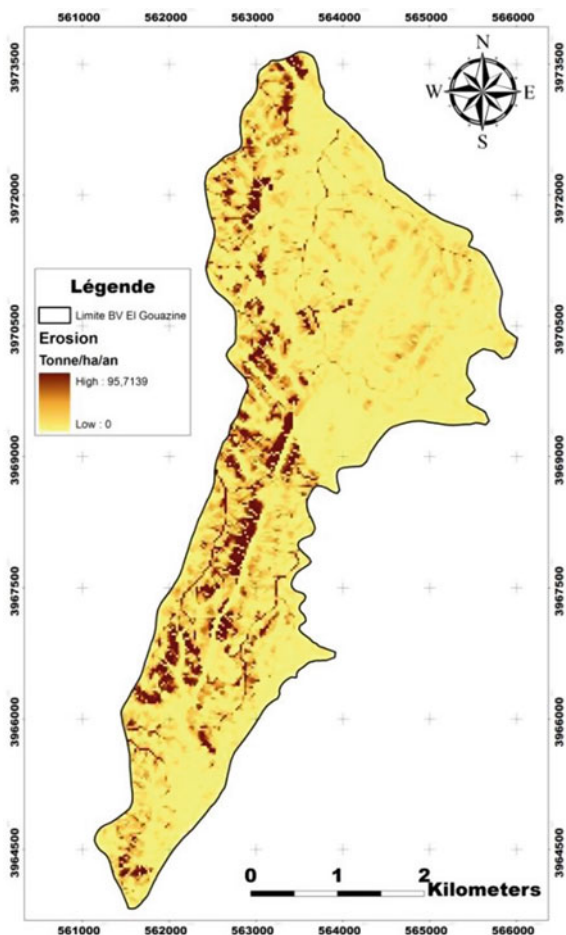 561000 562000 563000 564000 565000 566000
N
W E
S
3973500 3973500
3972000 3972000
Légende
Limite BV El Gouazine
Erosion
Tonne/ha/an
High : 95,7139
Low : 0
3970500 3970500
3969000 3969000
3967500 3967500
3966000 3966000
3964500 3964500
0 1 2
Kilometers
561000 562000 563000 564000 565000 566000